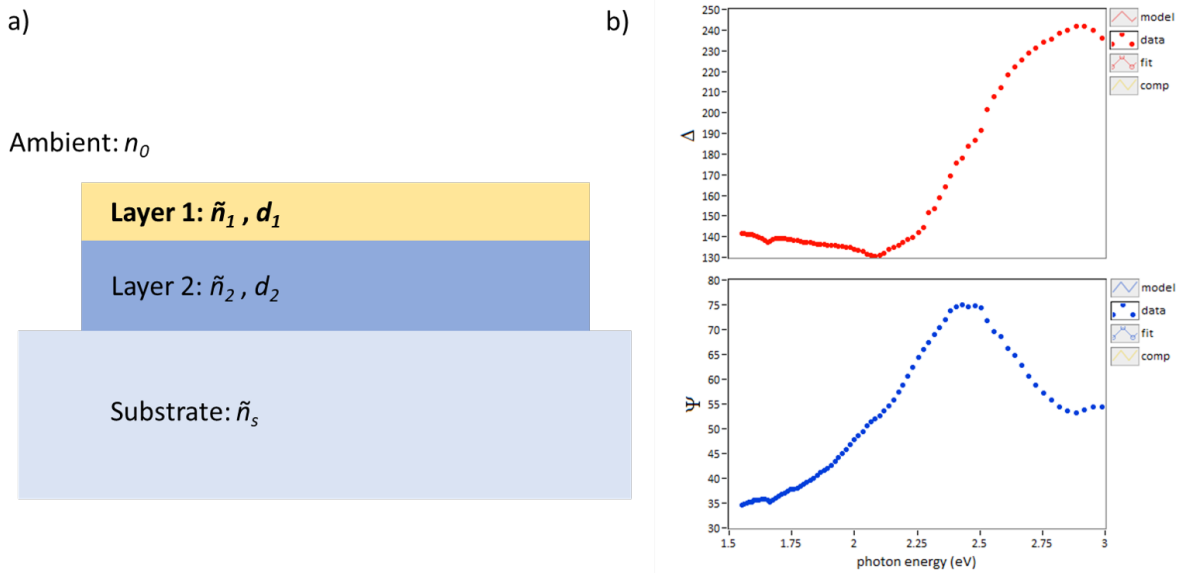 a)
Ambient: n0
Layer 1: ñ1 , d1
Layer 2: ñ2 , d2
Substrate: ñs
b)
250
240
230
220
210
200
190
180
170
160
150
140
130
Δ
model
data
fit
comp
80
75
70
65
60
55
50
45
40
35
30
Ψ
model
data
fit
comp
1.5
1.75
2
2.25
2.5
2.75
3
photon energy (eV)